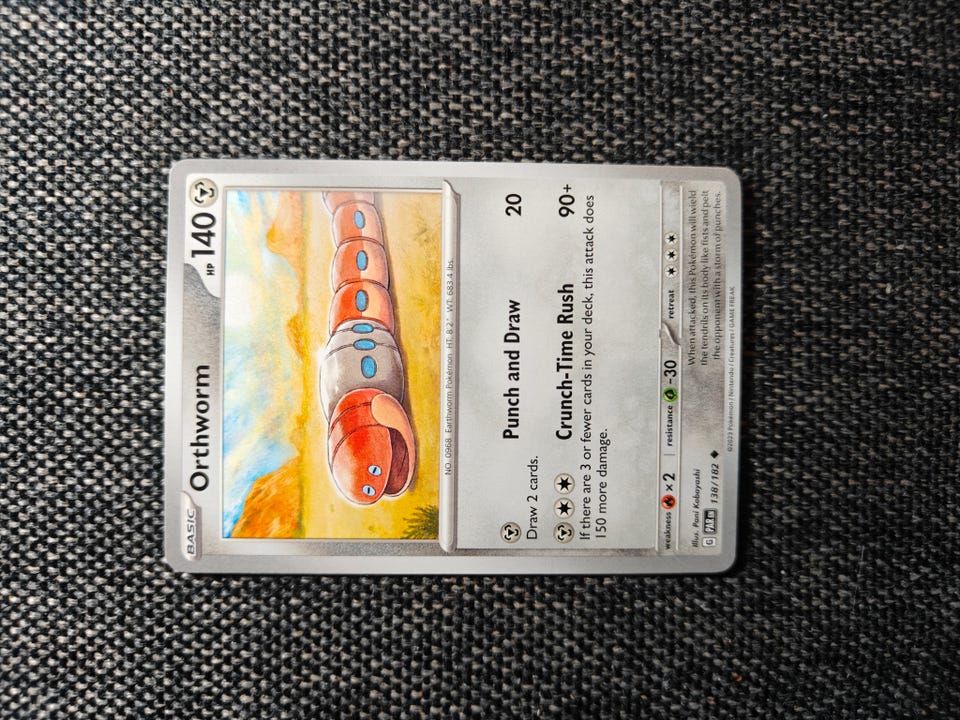 BASIC
Orthworm HP 140
NO. 0968 Earthworm Pokémon HT: 8'2" WT: 683.4 lbs.
Punch and Draw 20
Draw 2 cards.
Crunch-Time Rush 90+
If there are 3 or fewer cards in your deck, this attack does
150 more damage.
weakness ×2 resistance -30 retreat
Illus. Pani Kobayashi
G PAR EN 138/182
When attacked, this Pokémon will wield
the tendrils on its body like fists and pelt
the opponent with a storm of punches.
©2023 Pokémon / Nintendo / Creatures / GAME FREAK